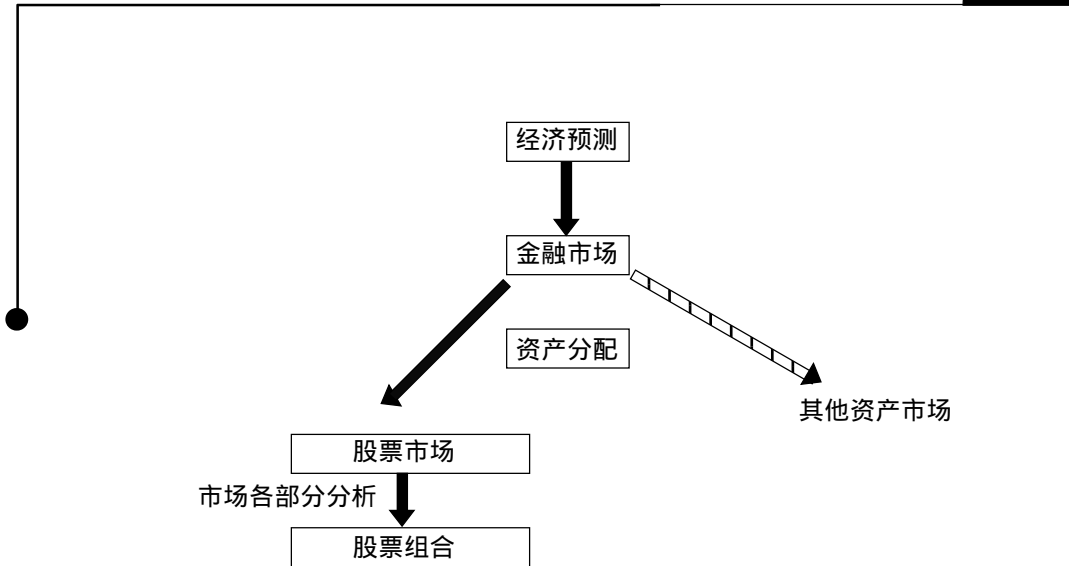 经济预测
金融市场
资产分配
其他资产市场
股票市场
市场各部分分析
股票组合